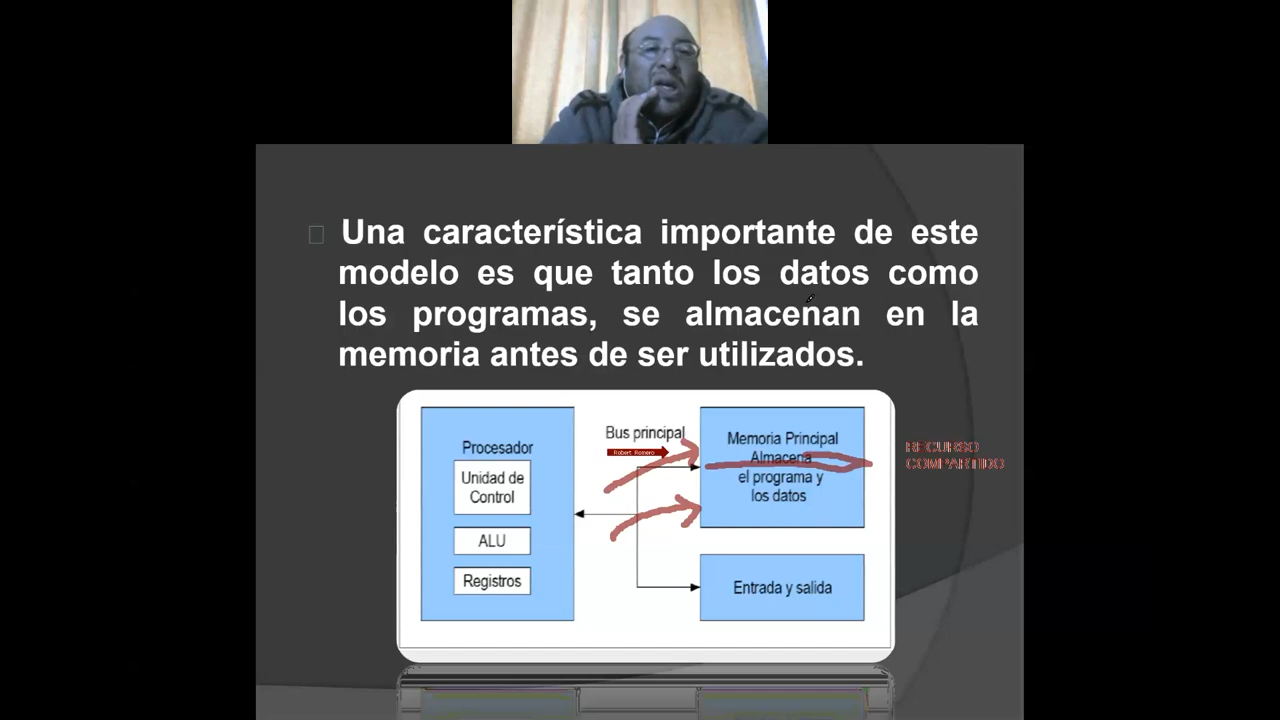 Una característica importante de este
modelo es que tanto los datos como
los programas, se almacenan en la
memoria antes de ser utilizados.
Procesador
Unidad de
Control
ALU
Registros
Bus principal
Robert Romero
Memoria Principal
Almacena
el programa y
los datos
Entrada y salida
RECURSO
COMPARTIDO